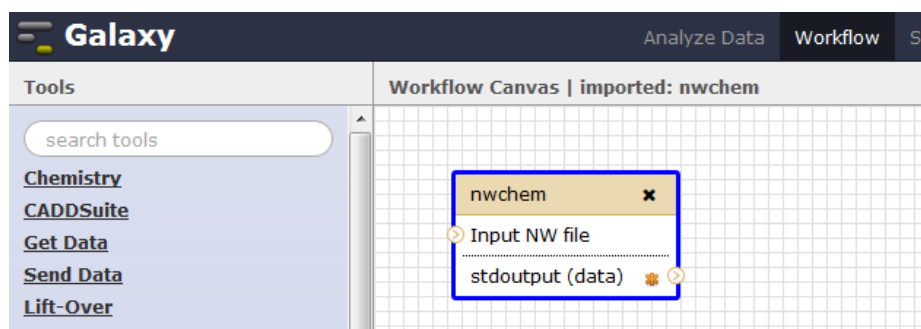 Galaxy
Analyze Data Workflow S
Tools
Workflow Canvas | imported: nwchem
search tools
Chemistry
CADDSuite
Get Data
Send Data
Lift-Over
nwchem
Input NW file
stdoutput (data)